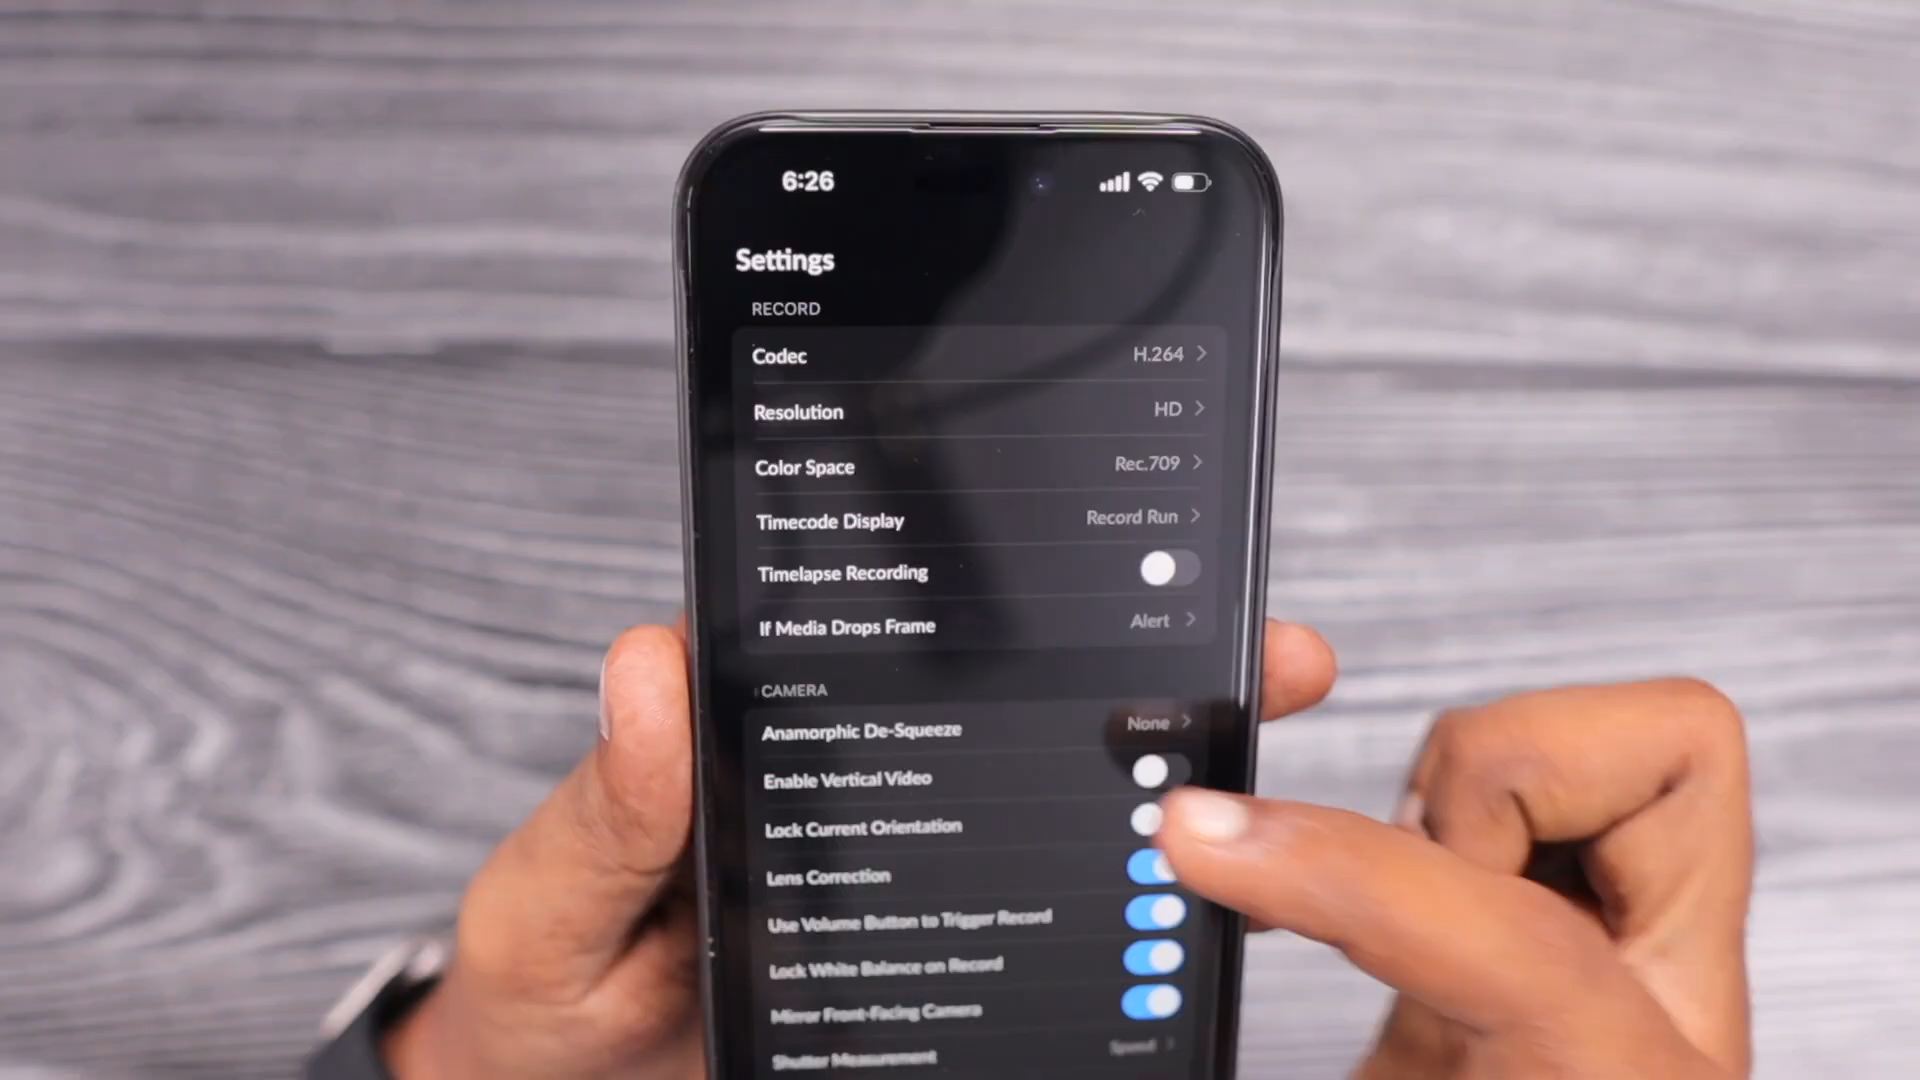 6:26
Settings
RECORD
Codec H.264
Resolution HD
Color Space Rec.709
Timecode Display Record Run
Timelapse Recording
If Media Drops Frame Alert
CAMERA
Anamorphic De-Squeeze None
Enable Vertical Video
Lock Current Orientation
Lens Correction
Use Volume Button to Trigger Record
Lock White Balance on Record
Mirror Front-Facing Camera
Shutter Measurement Speed